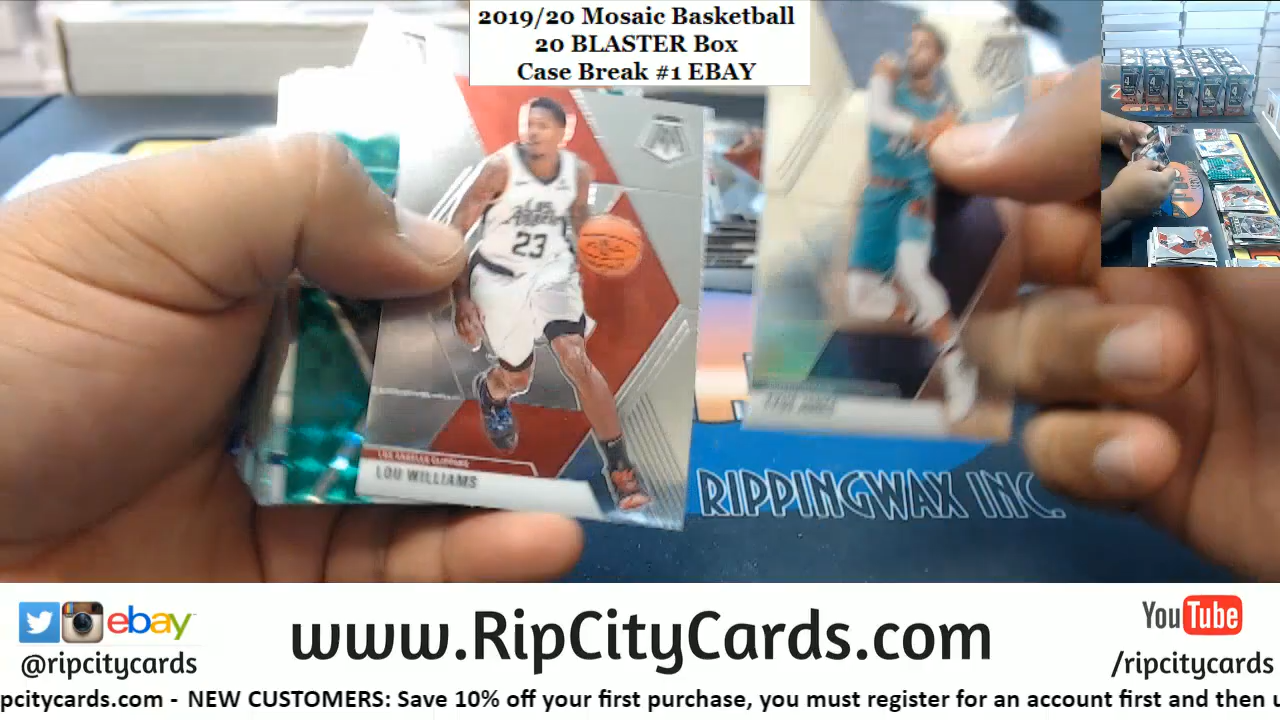 2019/20 Mosaic Basketball
20 BLASTER Box
Case Break #1 EBAY
Los Angeles
23
LOS ANGELES CLIPPERS
LOU WILLIAMS
RIPPINGWAX INC.
ebay
www.RipCityCards.com
YouTube
@ripcitycards
/ripcitycards
pcitycards.com - NEW CUSTOMERS: Save 10% off your first purchase, you must register for an account first and then u